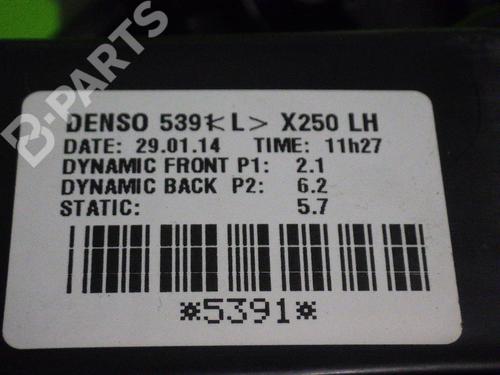 B-PARTS
DENSO 5391<L> X250 LH
DATE: 29.01.14 TIME: 11h27
DYNAMIC FRONT P1: 2.1
DYNAMIC BACK P2: 6.2
STATIC: 5.7
*5391*